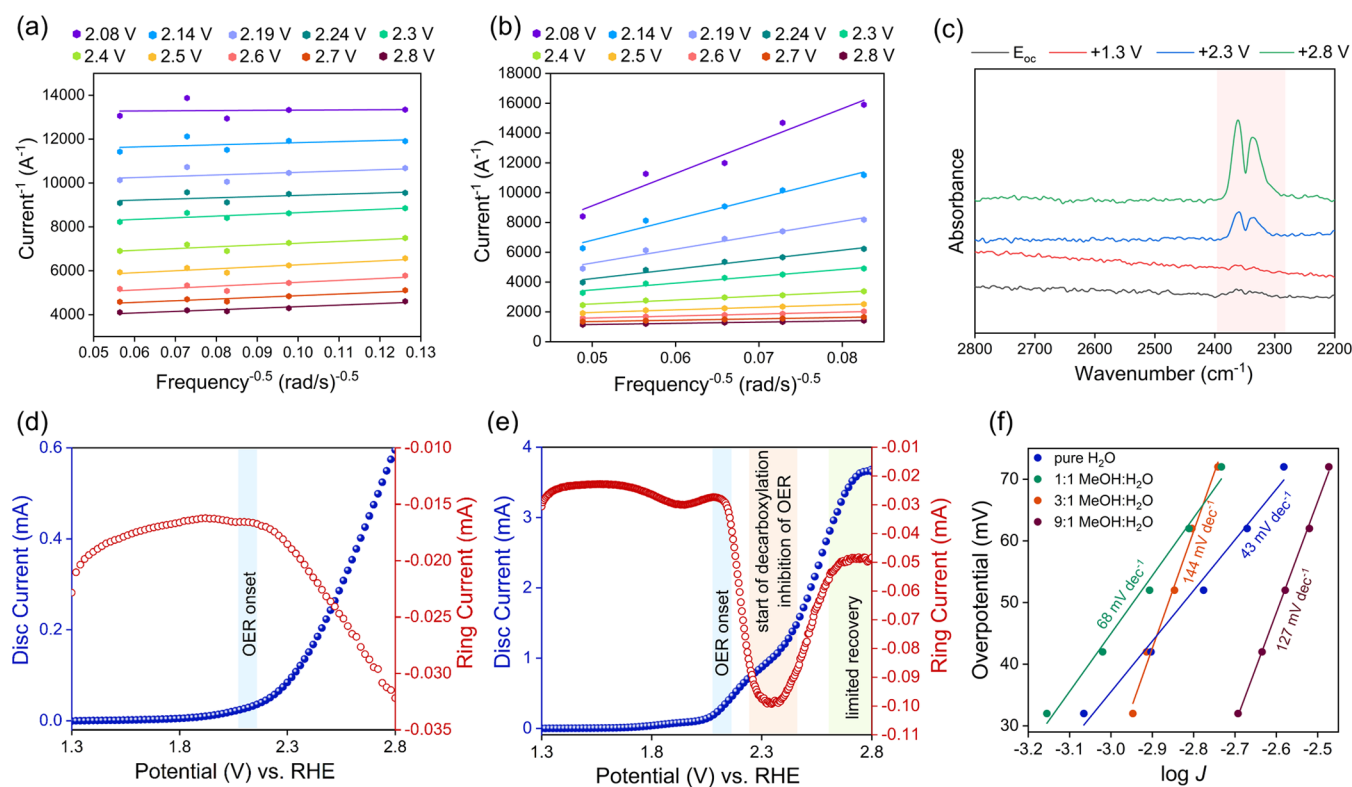 (a)
2.08 V 2.14 V 2.19 V 2.24 V 2.3 V
2.4 V 2.5 V 2.6 V 2.7 V 2.8 V
14000
12000
10000
8000
6000
4000
Current⁻¹ (A⁻¹)
0.05 0.06 0.07 0.08 0.09 0.10 0.11 0.12 0.13
Frequency⁻⁰·⁵ (rad/s)⁻⁰·⁵
(b)
2.08 V 2.14 V 2.19 V 2.24 V 2.3 V
2.4 V 2.5 V 2.6 V 2.7 V 2.8 V
18000
16000
14000
12000
10000
8000
6000
4000
2000
0
Current⁻¹ (A⁻¹)
0.05 0.06 0.07 0.08
Frequency⁻⁰·⁵ (rad/s)⁻⁰·⁵
(c)
Eoc +1.3 V +2.3 V +2.8 V
Absorbance
2800 2700 2600 2500 2400 2300 2200
Wavenumber (cm⁻¹)
(d)
0.6
0.4
0.2
0.0
Disc Current (mA)
OER onset
-0.010
-0.015
-0.020
-0.025
-0.030
-0.035
Ring Current (mA)
1.3 1.8 2.3 2.8
Potential (V) vs. RHE
(e)
4
3
2
1
0
Disc Current (mA)
OER onset
start of decarboxylation
inhibition of OER
limited recovery
-0.01
-0.02
-0.03
-0.04
-0.05
-0.06
-0.07
-0.08
-0.09
-0.10
-0.11
Ring Current (mA)
1.3 1.8 2.3 2.8
Potential (V) vs. RHE
(f)
pure H₂O
1:1 MeOH:H₂O
3:1 MeOH:H₂O
9:1 MeOH:H₂O
70
60
50
40
30
Overpotential (mV)
68 mV dec⁻¹
144 mV dec⁻¹
43 mV dec⁻¹
127 mV dec⁻¹
-3.2 -3.1 -3.0 -2.9 -2.8 -2.7 -2.6 -2.5
log J